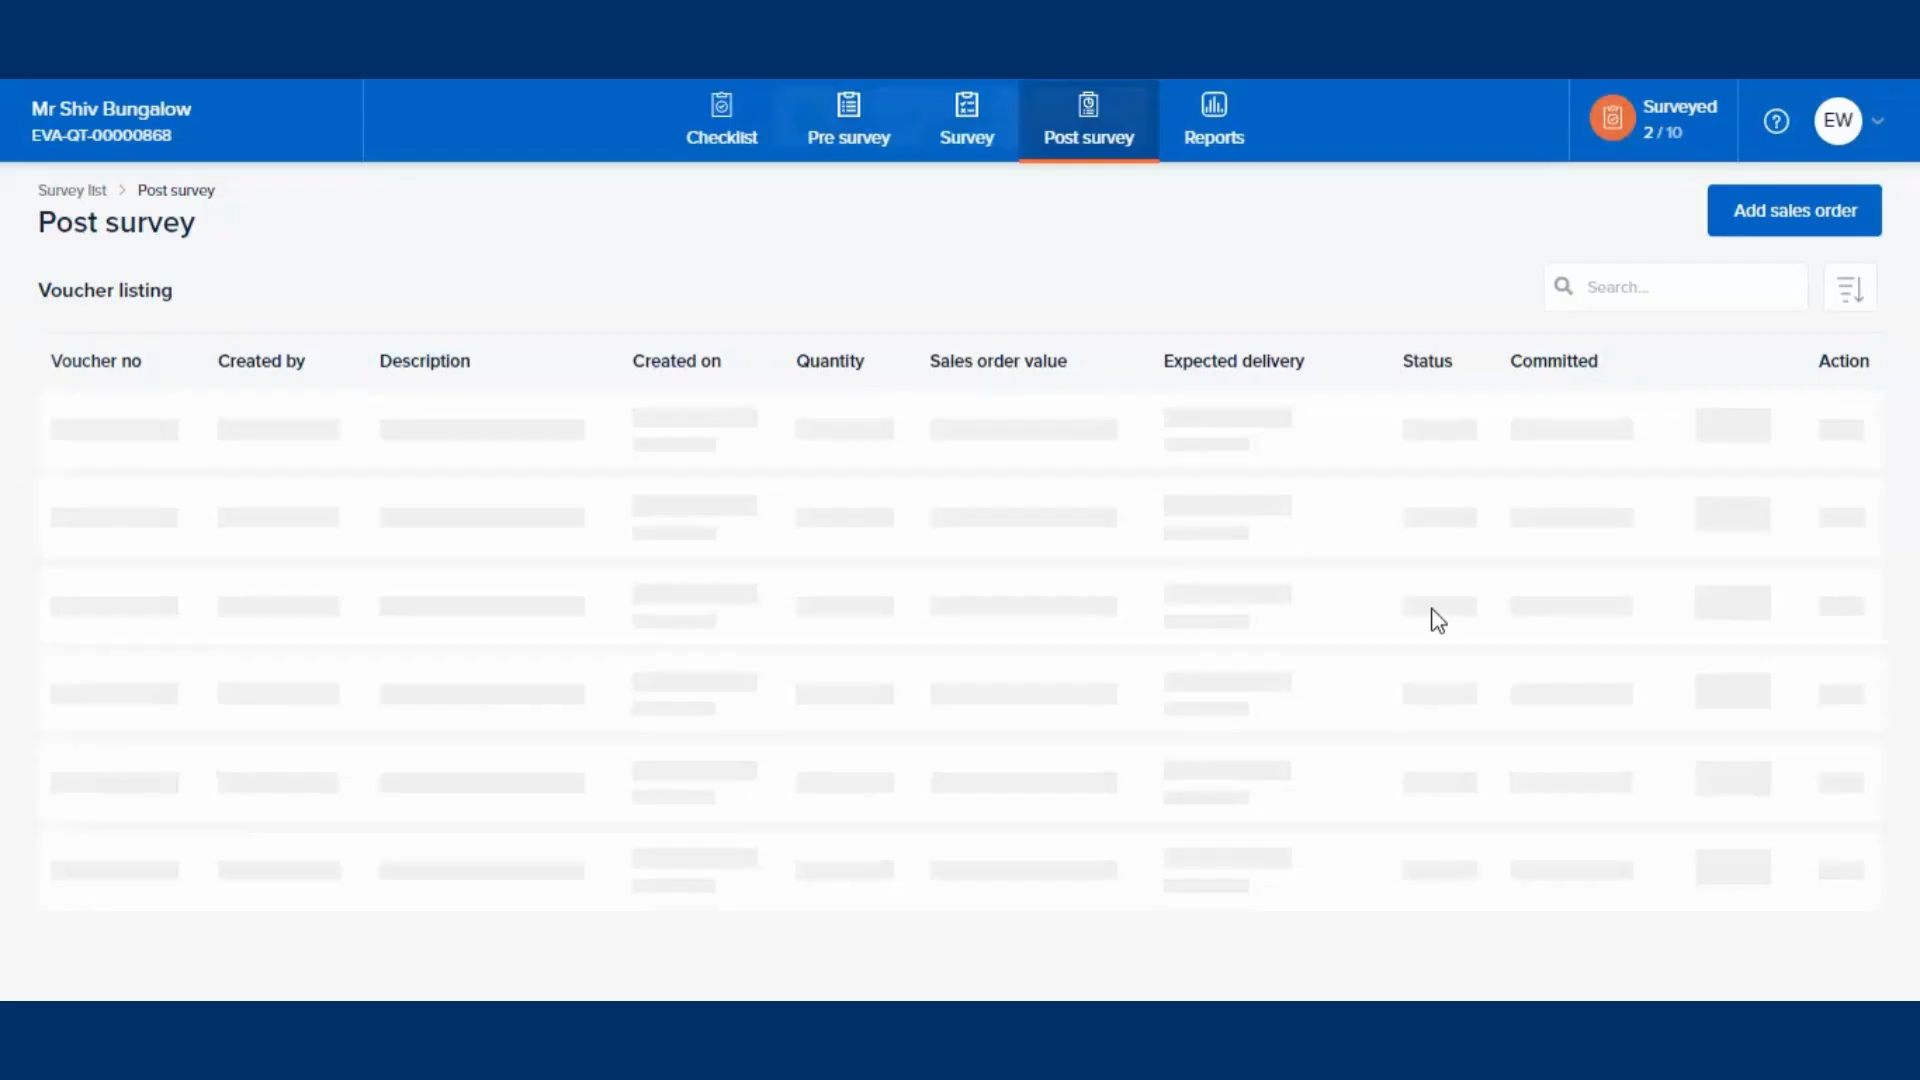 Mr Shiv Bungalow
EVA-QT-00000868
Checklist
Pre survey
Survey
Post survey
Reports
Surveyed
2 / 10
?
EW
Survey list > Post survey
Post survey
Add sales order
Voucher listing
Search...
Voucher no Created by Description Created on Quantity Sales order value Expected delivery Status Committed Action